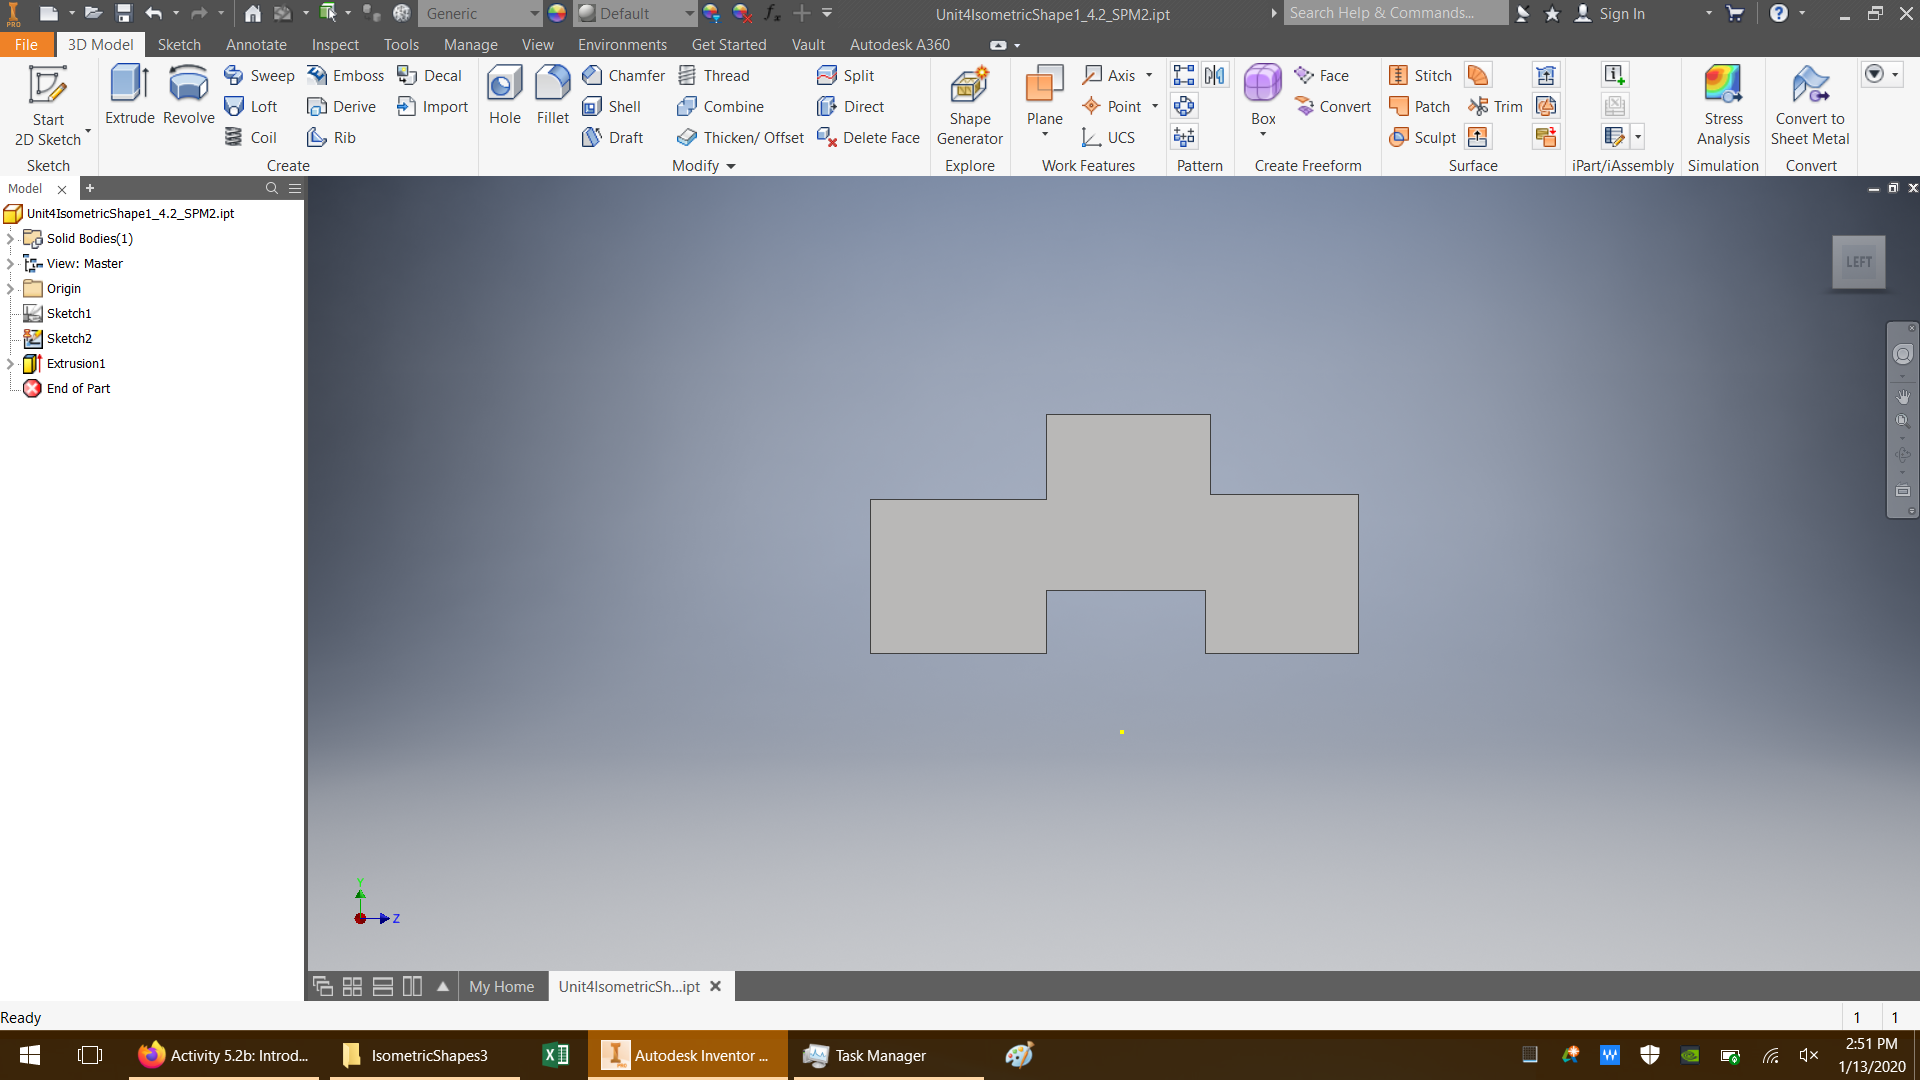 Generic
Default
Unit4IsometricShape1_4.2_SPM2.ipt
Search Help & Commands...
Sign In
PRO
File
3D Model
Sketch
Annotate
Inspect
Tools
Manage
View
Environments
Get Started
Vault
Autodesk A360
Start
2D Sketch
Sketch
Extrude
Revolve
Sweep
Loft
Coil
Emboss
Derive
Rib
Decal
Import
Create
Hole
Fillet
Chamfer
Shell
Draft
Thread
Combine
Thicken/ Offset
Split
Direct
Delete Face
Modify
Shape
Generator
Explore
Plane
Axis
Point
UCS
Work Features
Pattern
Box
Face
Convert
Create Freeform
Stitch
Patch
Sculpt
Trim
Surface
iPart/iAssembly
Stress
Analysis
Simulation
Convert to
Sheet Metal
Convert
Model
Unit4IsometricShape1_4.2_SPM2.ipt
Solid Bodies(1)
View: Master
Origin
Sketch1
Sketch2
Extrusion1
End of Part
LEFT
Y
Z
My Home
Unit4IsometricSh...ipt
Ready
1
1
Activity 5.2b: Introd...
IsometricShapes3
Autodesk Inventor ...
Task Manager
2:51 PM
1/13/2020